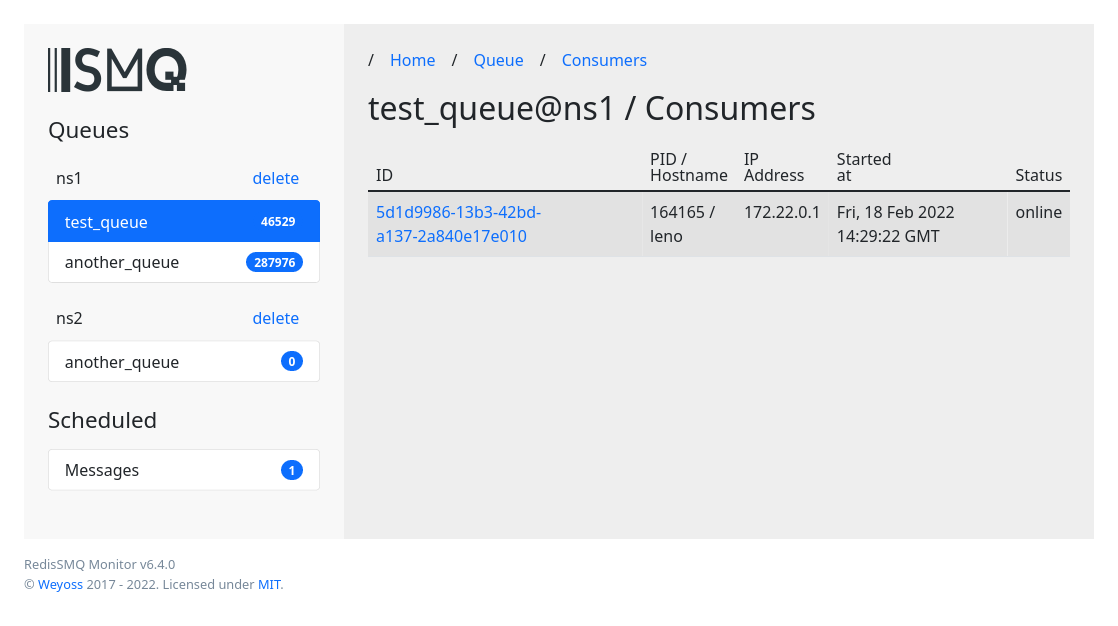 ISMQ
Queues
ns1 delete
test_queue 46529
another_queue 287976
ns2 delete
another_queue 0
Scheduled
Messages 1
/ Home / Queue / Consumers
test_queue@ns1 / Consumers
ID PID / Hostname IP Address Started at Status
5d1d9986-13b3-42bd- 164165 / 172.22.0.1 Fri, 18 Feb 2022 online
a137-2a840e17e010 leno 14:29:22 GMT
RedisSMQ Monitor v6.4.0
© Weyoss 2017 - 2022. Licensed under MIT.